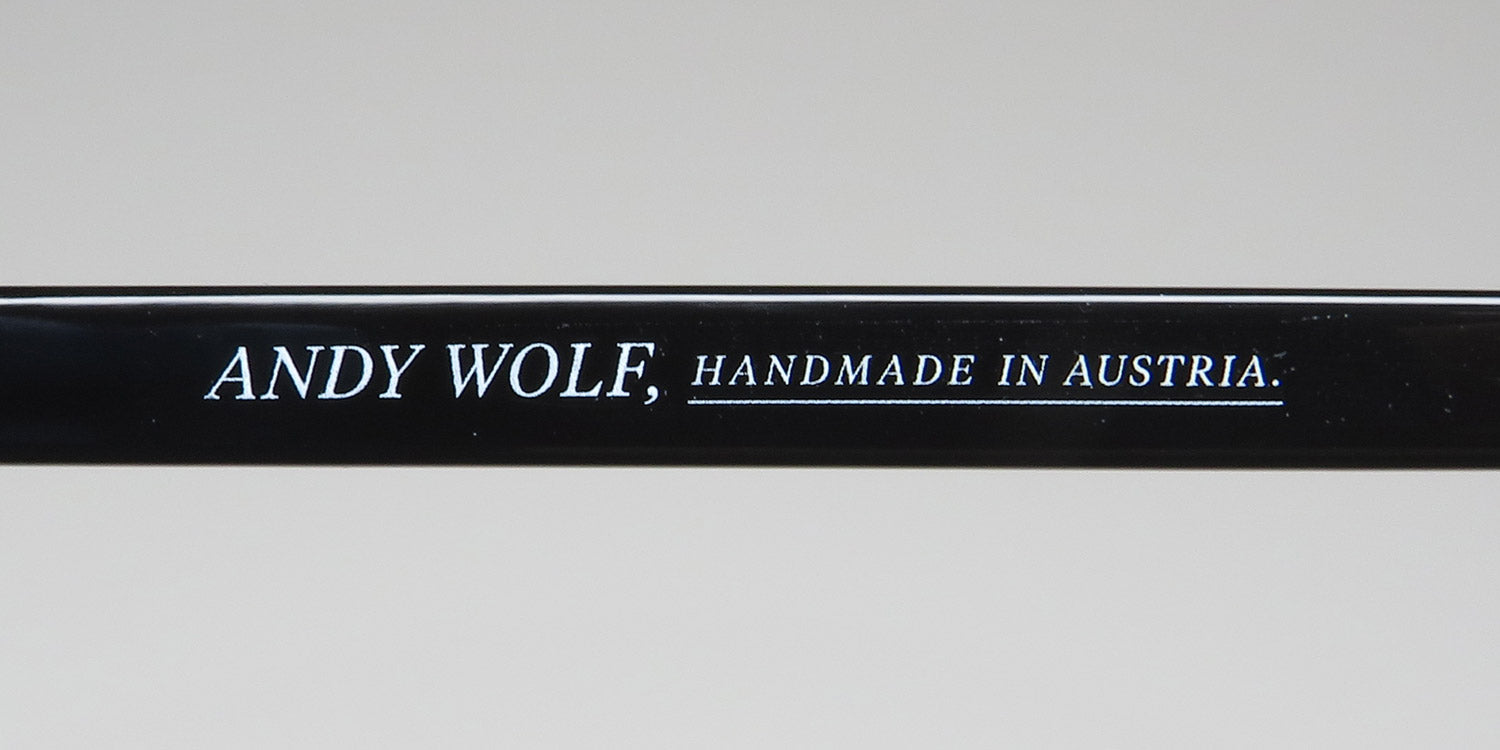 ANDY WOLF, HANDMADE IN AUSTRIA.